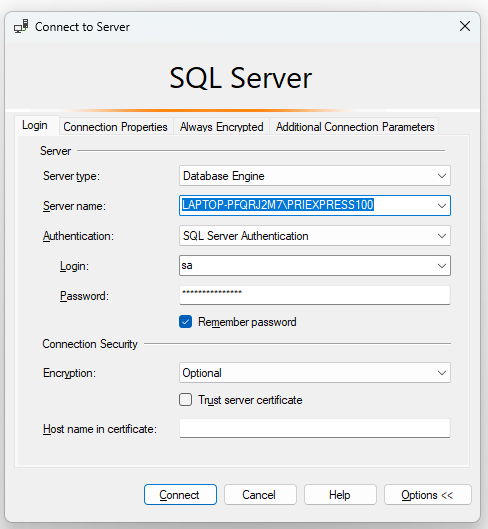 Connect to Server
SQL Server
Login Connection Properties Always Encrypted Additional Connection Parameters
Server
Server type: Database Engine
Server name: LAPTOP-PFQRJ2M7\PRIEXPRESS100
Authentication: SQL Server Authentication
Login: sa
Password: ***************
Remember password
Connection Security
Encryption: Optional
Trust server certificate
Host name in certificate:
Connect Cancel Help Options <<